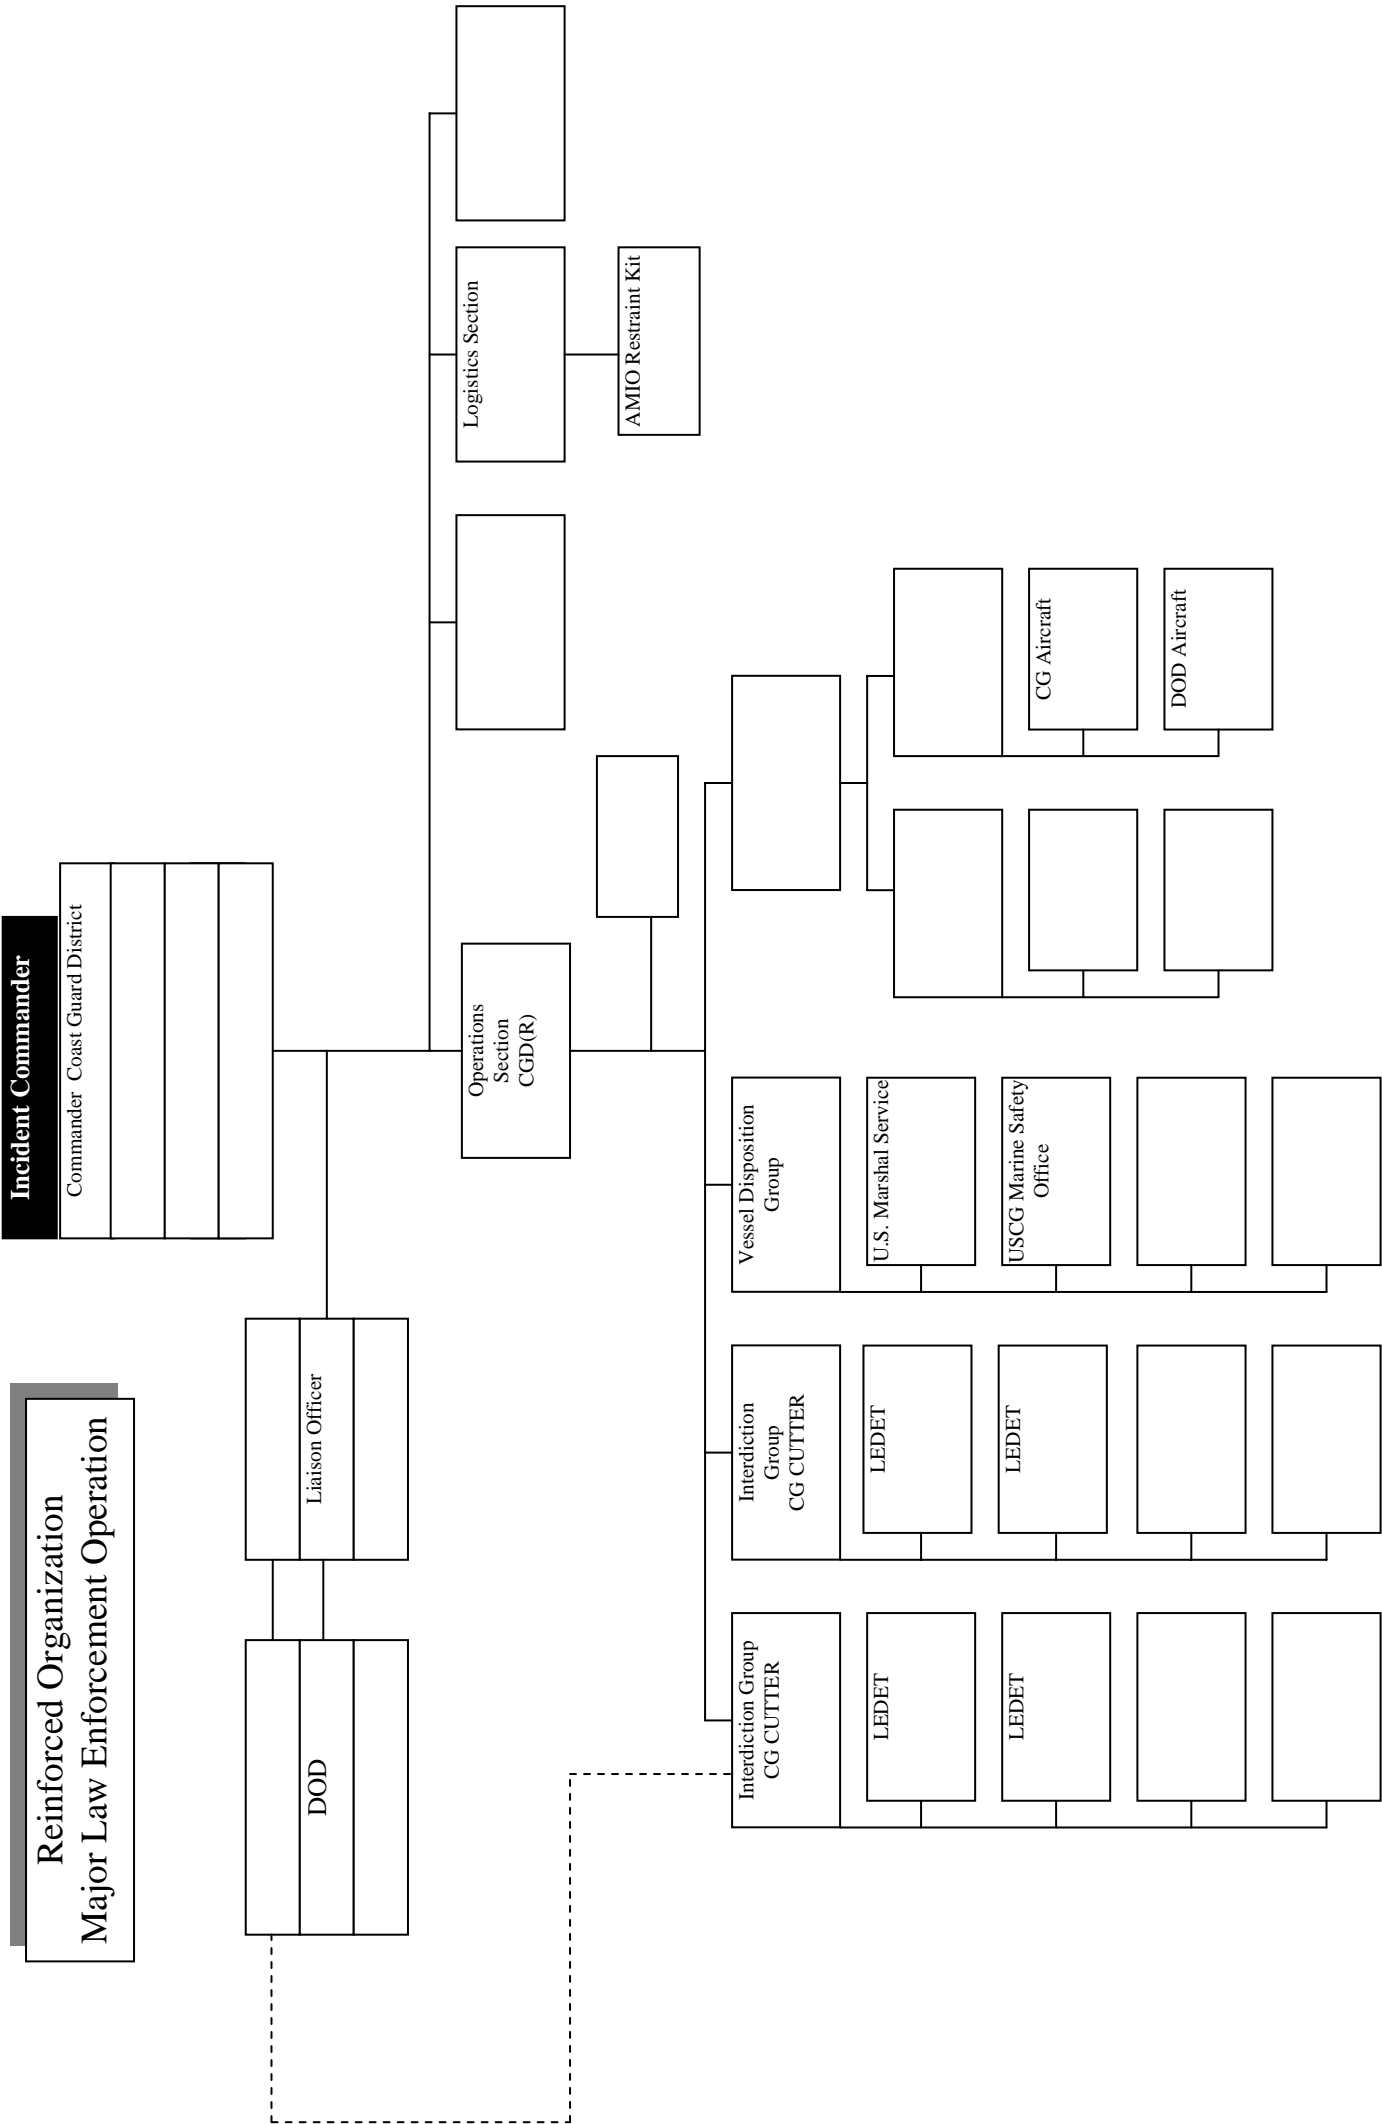 Reinforced Organization
Major Law Enforcement Operation
Incident Commander
Commander Coast Guard District
Liaison Officer
DOD
Operations
Section
CGD(R)
Logistics Section
AMIO Restraint Kit
Interdiction Group
CG CUTTER
LEDET
LEDET
Interdiction
Group
CG CUTTER
LEDET
LEDET
Vessel Disposition
Group
U.S. Marshal Service
USCG Marine Safety
Office
CG Aircraft
DOD Aircraft